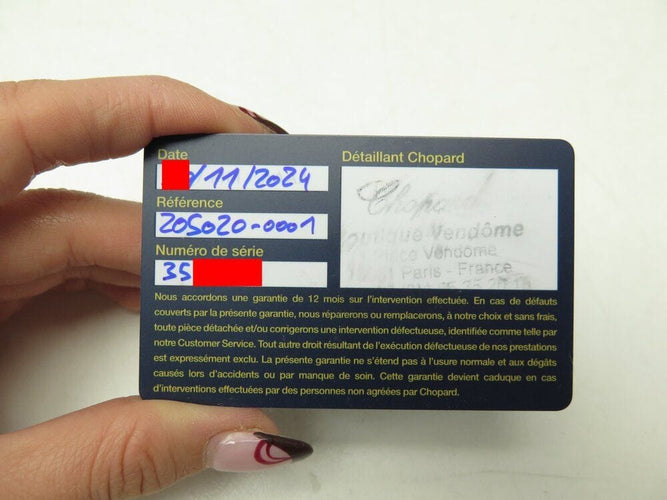 Date
/11/2024
Référence
205020-0001
Numéro de série
35
Détaillant Chopard
Chopard
Vendôme
Place Vendôme
Paris - France
Nous accordons une garantie de 12 mois sur l'intervention effectuée. En cas de défauts
couverts par la présente garantie, nous réparerons ou remplacerons, à notre choix et sans frais,
toute pièce détachée et/ou corrigerons une intervention défectueuse, identifiée comme telle par
notre Customer Service. Tout autre droit résultant de l'exécution défectueuse de nos prestations
est expressément exclu. La présente garantie ne s'étend pas à l'usure normale et aux dégâts
causés lors d'accidents ou par manque de soin. Cette garantie devient caduque en cas
d'interventions effectuées par des personnes non agréées par Chopard.